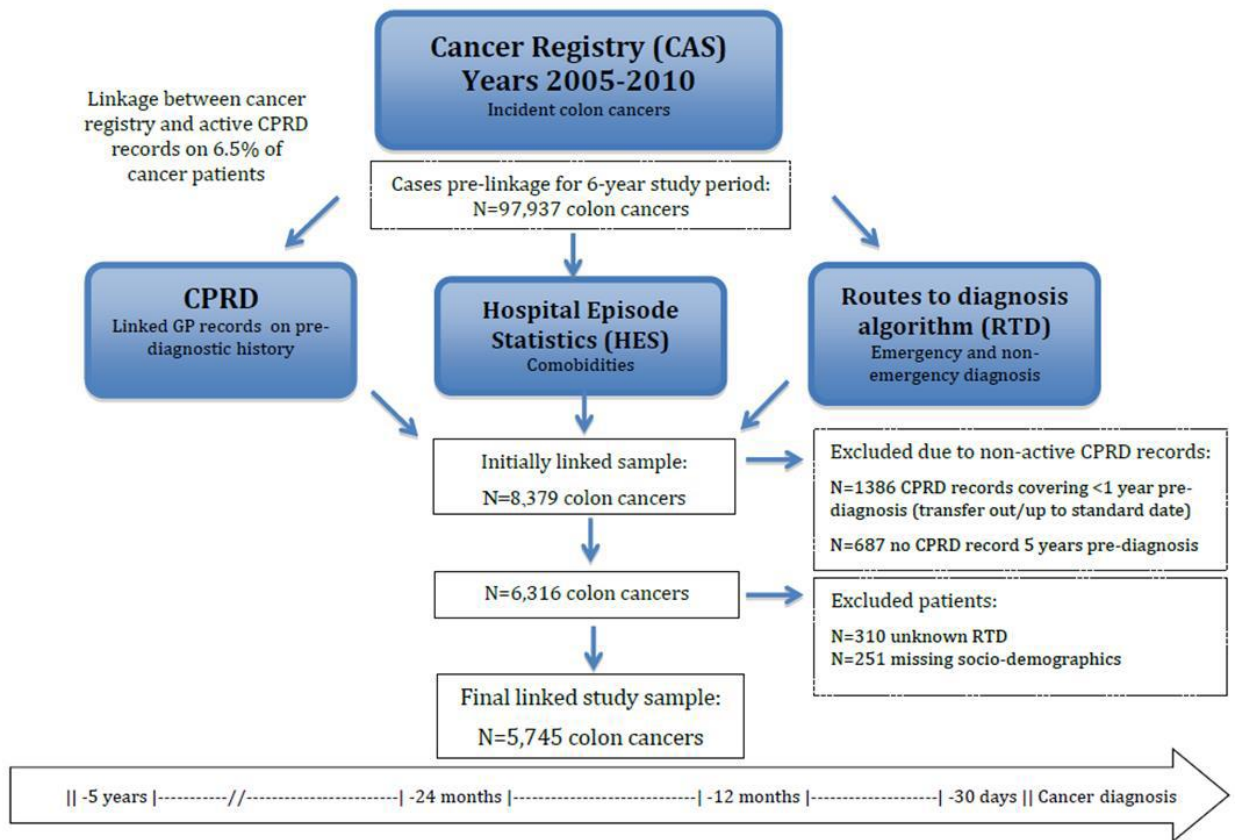 Cancer Registry (CAS)
Years 2005-2010
Incident colon cancers
Linkage between cancer
registry and active CPRD
records on 6.5% of
cancer patients
Cases pre-linkage for 6-year study period:
N=97,937 colon cancers
CPRD
Linked GP records on pre-
diagnostic history
Hospital Episode
Statistics (HES)
Comobidities
Routes to diagnosis
algorithm (RTD)
Emergency and non-
emergency diagnosis
Initially linked sample:
N=8,379 colon cancers
Excluded due to non-active CPRD records:
N=1386 CPRD records covering <1 year pre-
diagnosis (transfer out/up to standard date)
N=687 no CPRD record 5 years pre-diagnosis
N=6,316 colon cancers
Excluded patients:
N=310 unknown RTD
N=251 missing socio-demographics
Final linked study sample:
N=5,745 colon cancers
|| -5 years |-----------//------------------------| -24 months |-----------------------------| -12 months |--------------------| -30 days || Cancer diagnosis